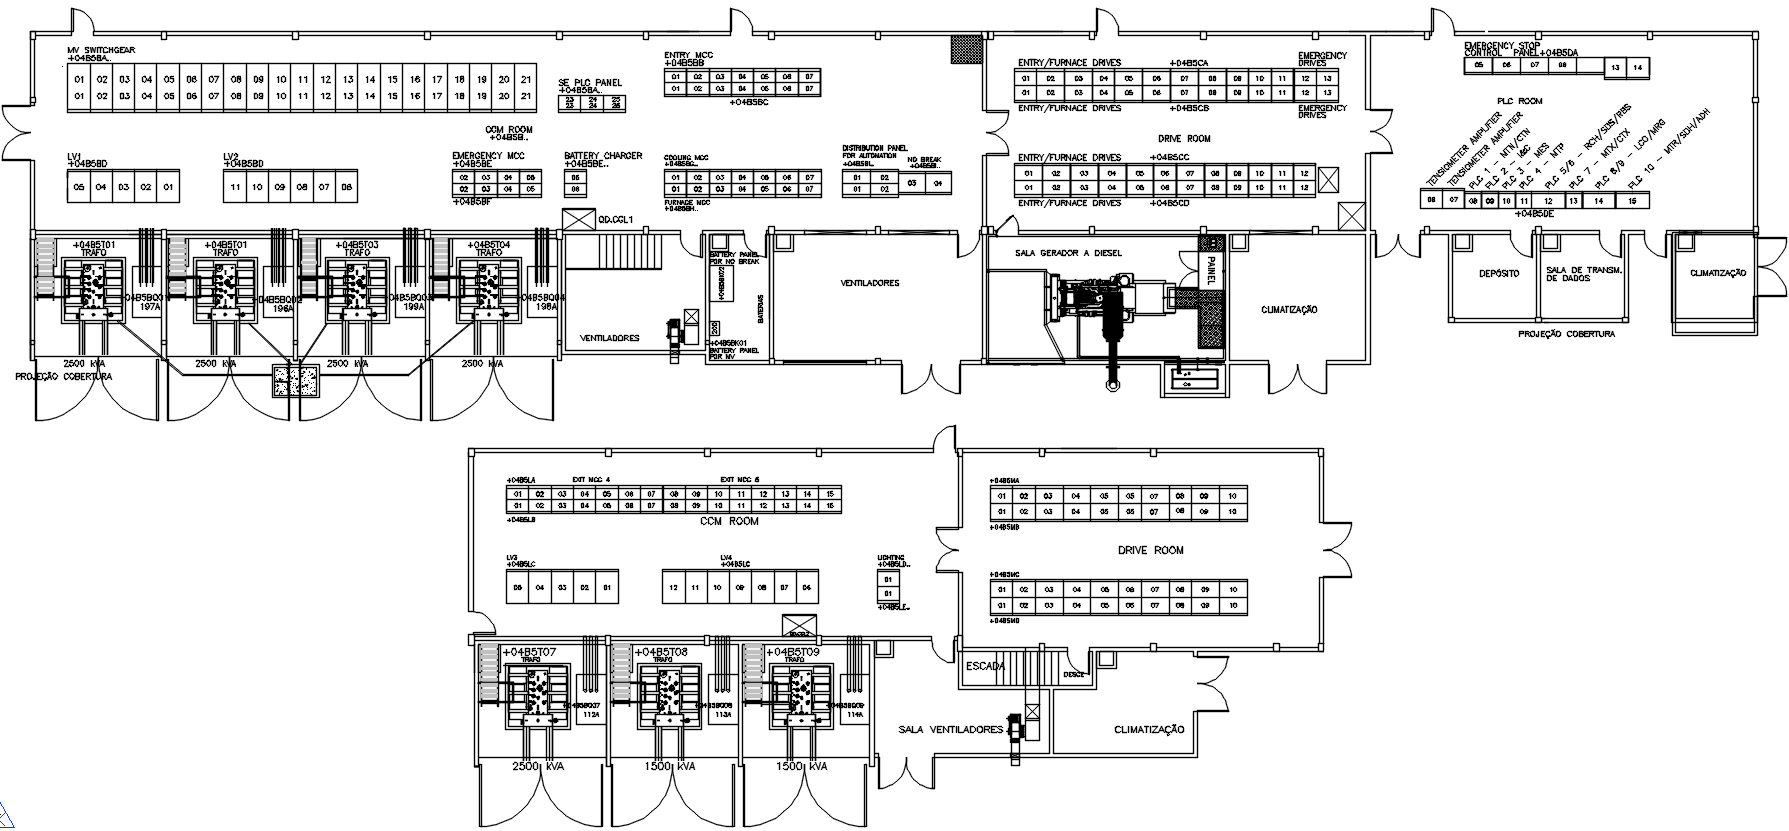 MV SWITCHGEAR
+04B5BA..
01 02 03 04 05 06 07 08 09 10 11 12 13 14 15 16 17 18 19 20 21
01 02 03 04 05 06 07 08 09 10 11 12 13 14 15 16 17 18 19 20 21
SE PLC PANEL
+04B5BA..
23 24 25
23 24 26
ENTRY MCC
+04B5BB
01 02 03 04 05 06 07
01 02 03 04 05 06 07
+04B5BC
CCM ROOM
+04B5B..
LV1
+04B5BD
05 04 03 02 01
LV2
+04B5BD
11 10 09 08 07 06
EMERGENCY MCC
+04B5BE
02 03 04 06
02 03 04 05
+04B5BF
BATTERY CHARGER
+04B5BE..
05
06
COOLING MCC
+04B5BG..
01 02 03 04 05 06 07
01 02 03 04 05 06 07
FURNACE MCC
+04B5BH..
DISTRIBUTION PANEL
FOR AUTOMATION
+04B5BL..
01 02
01 02
NO BREAK
+04B5BL..
03 04
QD.CGL1
ENTRY/FURNACE DRIVES +04B5CA
EMERGENCY
DRIVES
01 02 03 04 05 06 07 08 09 10 11 12 13
01 02 03 04 05 06 07 08 09 10 11 12 13
ENTRY/FURNACE DRIVES +04B5CB
EMERGENCY
DRIVES
DRIVE ROOM
ENTRY/FURNACE DRIVES +04B5CC
01 02 03 04 05 06 07 08 09 10 11 12
01 02 03 04 05 06 07 08 09 10 11 12
ENTRY/FURNACE DRIVES +04B5CD
EMERGENCY STOP
CONTROL PANEL+04B5DA
05 06 07 08 13 14
PLC ROOM
TENSIOMETER AMPLIFIER
TENSIOMETER AMPLIFIER
PLC 1 - MTN/CTN
PLC 2 - I&C
PLC 3 - MES
PLC 4 - MTP
PLC 5/6 - RCH/SDS/RBS
PLC 7 - MTX/CTX
PLC 8/9 - LCO/MRG
PLC 10 - MTR/SDH/ADH
06 07 08 09 10 11 12 13 14 15
+04B5DE
+04B5T01
TRAFO
197A
2500 kVA
+04B5T01
TRAFO
+04B5BQ02
196A
2500 kVA
+04B5T03
TRAFO
+04B5BQ03
199A
2500 kVA
+04B5T04
TRAFO
+04B5BQ04
198A
2500 kVA
PROJEÇÃO COBERTURA
VENTILADORES
BATTERY PANEL
FOR NO BREAK
+04B5BK02
BATERIAS
+04B5BK01
BATTERY PANEL
FOR MV
VENTILADORES
SALA GERADOR A DIESEL
PAINEL
CLIMATIZAÇÃO
DEPÓSITO
SALA DE TRANSM.
DE DADOS
CLIMATIZAÇÃO
PROJEÇÃO COBERTURA
+04B5LA EXIT MCC 4 EXIT MCC 5
01 02 03 04 05 06 07 08 09 10 11 12 13 14 15
01 02 03 04 05 06 07 08 09 10 11 12 13 14 15
+04B5LB
CCM ROOM
LV3
+04B5LC
05 04 03 02 01
LV4
+04B5LC
12 11 10 09 08 07 06
LIGHTING
+04B5LD..
01
01
+04B5LE..
+04B5MA
01 02 03 04 05 05 07 08 09 10
01 02 03 04 05 05 07 08 09 10
+04B5MB
DRIVE ROOM
+04B5MC
01 02 03 04 05 06 07 08 09 10
01 02 03 04 05 06 07 08 09 10
+04B5MD
+04B5T07
TRAFO
+04B5BQ07
112A
2500 kVA
+04B5T08
TRAFO
+04B5BQ08
113A
1500 kVA
+04B5T09
TRAFO
+04B5BQ09
114A
1500 kVA
ESCADA
DESCE
SALA VENTILADORES
CLIMATIZAÇÃO